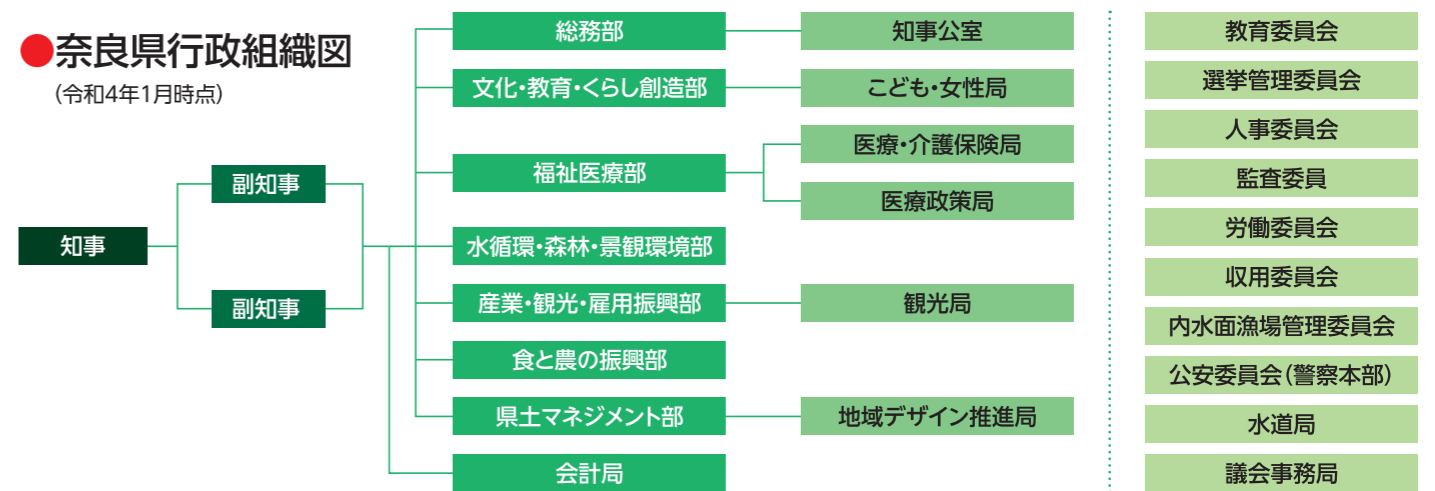 ●奈良県行政組織図
(令和4年1月時点)
知事
副知事
副知事
総務部
文化・教育・くらし創造部
福祉医療部
水循環・森林・景観環境部
産業・観光・雇用振興部
食と農の振興部
県土マネジメント部
会計局
知事公室
こども・女性局
医療・介護保険局
医療政策局
観光局
地域デザイン推進局
教育委員会
選挙管理委員会
人事委員会
監査委員
労働委員会
収用委員会
内水面漁場管理委員会
公安委員会(警察本部)
水道局
議会事務局